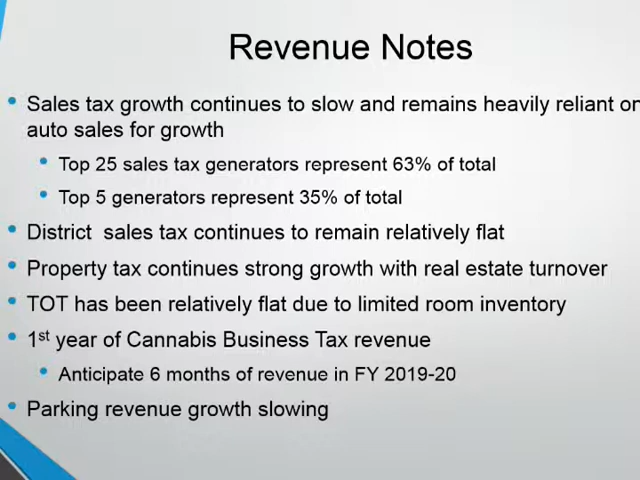 Revenue Notes
• Sales tax growth continues to slow and remains heavily reliant on
auto sales for growth
• Top 25 sales tax generators represent 63% of total
• Top 5 generators represent 35% of total
• District sales tax continues to remain relatively flat
• Property tax continues strong growth with real estate turnover
• TOT has been relatively flat due to limited room inventory
• 1st year of Cannabis Business Tax revenue
• Anticipate 6 months of revenue in FY 2019-20
• Parking revenue growth slowing